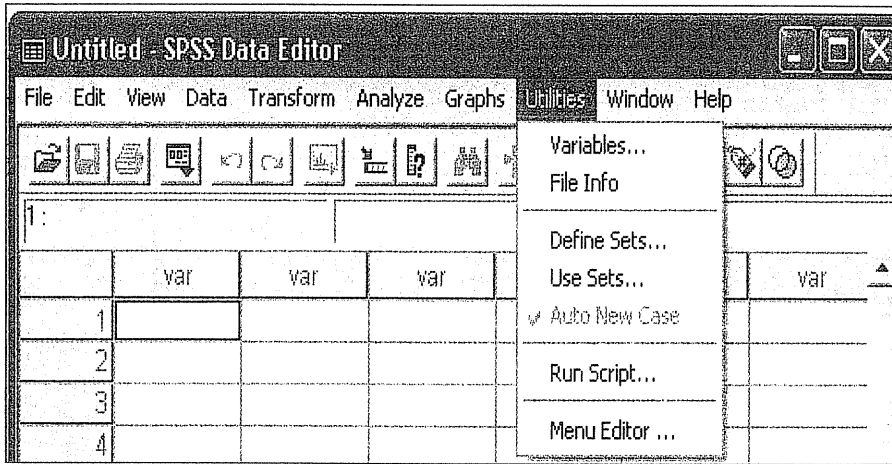 Untitled - SPSS Data Editor
File Edit View Data Transform Analyze Graphs Utilities Window Help
Variables...
File Info
1:
Define Sets...
var var var Use Sets... var
1 Auto New Case
2 Run Script...
3
4 Menu Editor ...